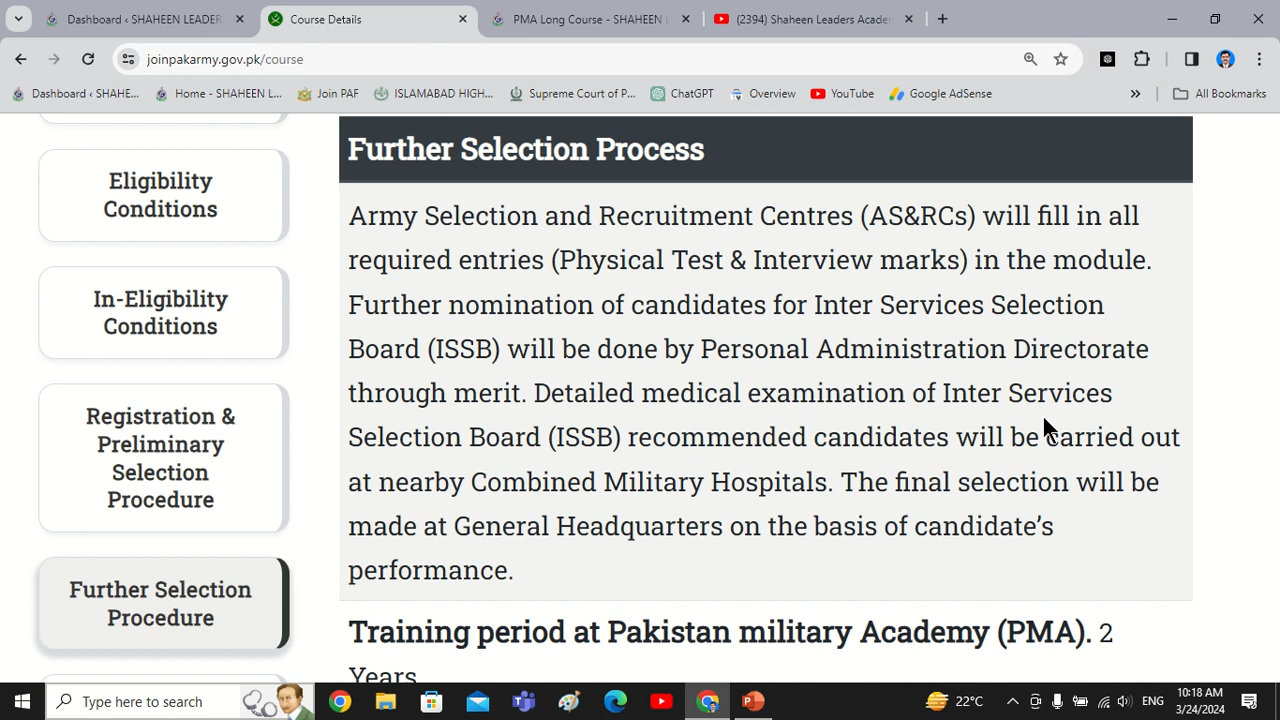 Dashboard ‹ SHAHEEN LEADER
Course Details
PMA Long Course - SHAHEEN L
(2394) Shaheen Leaders Acade
joinpakarmy.gov.pk/course
Dashboard ‹ SHAHE...
Home - SHAHEEN L...
Join PAF
ISLAMABAD HIGH...
Supreme Court of P...
ChatGPT
Overview
YouTube
Google AdSense
All Bookmarks
Eligibility
Conditions
In-Eligibility
Conditions
Registration &
Preliminary
Selection
Procedure
Further Selection
Procedure
Further Selection Process
Army Selection and Recruitment Centres (AS&RCs) will fill in all
required entries (Physical Test & Interview marks) in the module.
Further nomination of candidates for Inter Services Selection
Board (ISSB) will be done by Personal Administration Directorate
through merit. Detailed medical examination of Inter Services
Selection Board (ISSB) recommended candidates will be carried out
at nearby Combined Military Hospitals. The final selection will be
made at General Headquarters on the basis of candidate’s
performance.
Training period at Pakistan military Academy (PMA). 2
Years
Type here to search
22°C
ENG
10:18 AM
3/24/2024